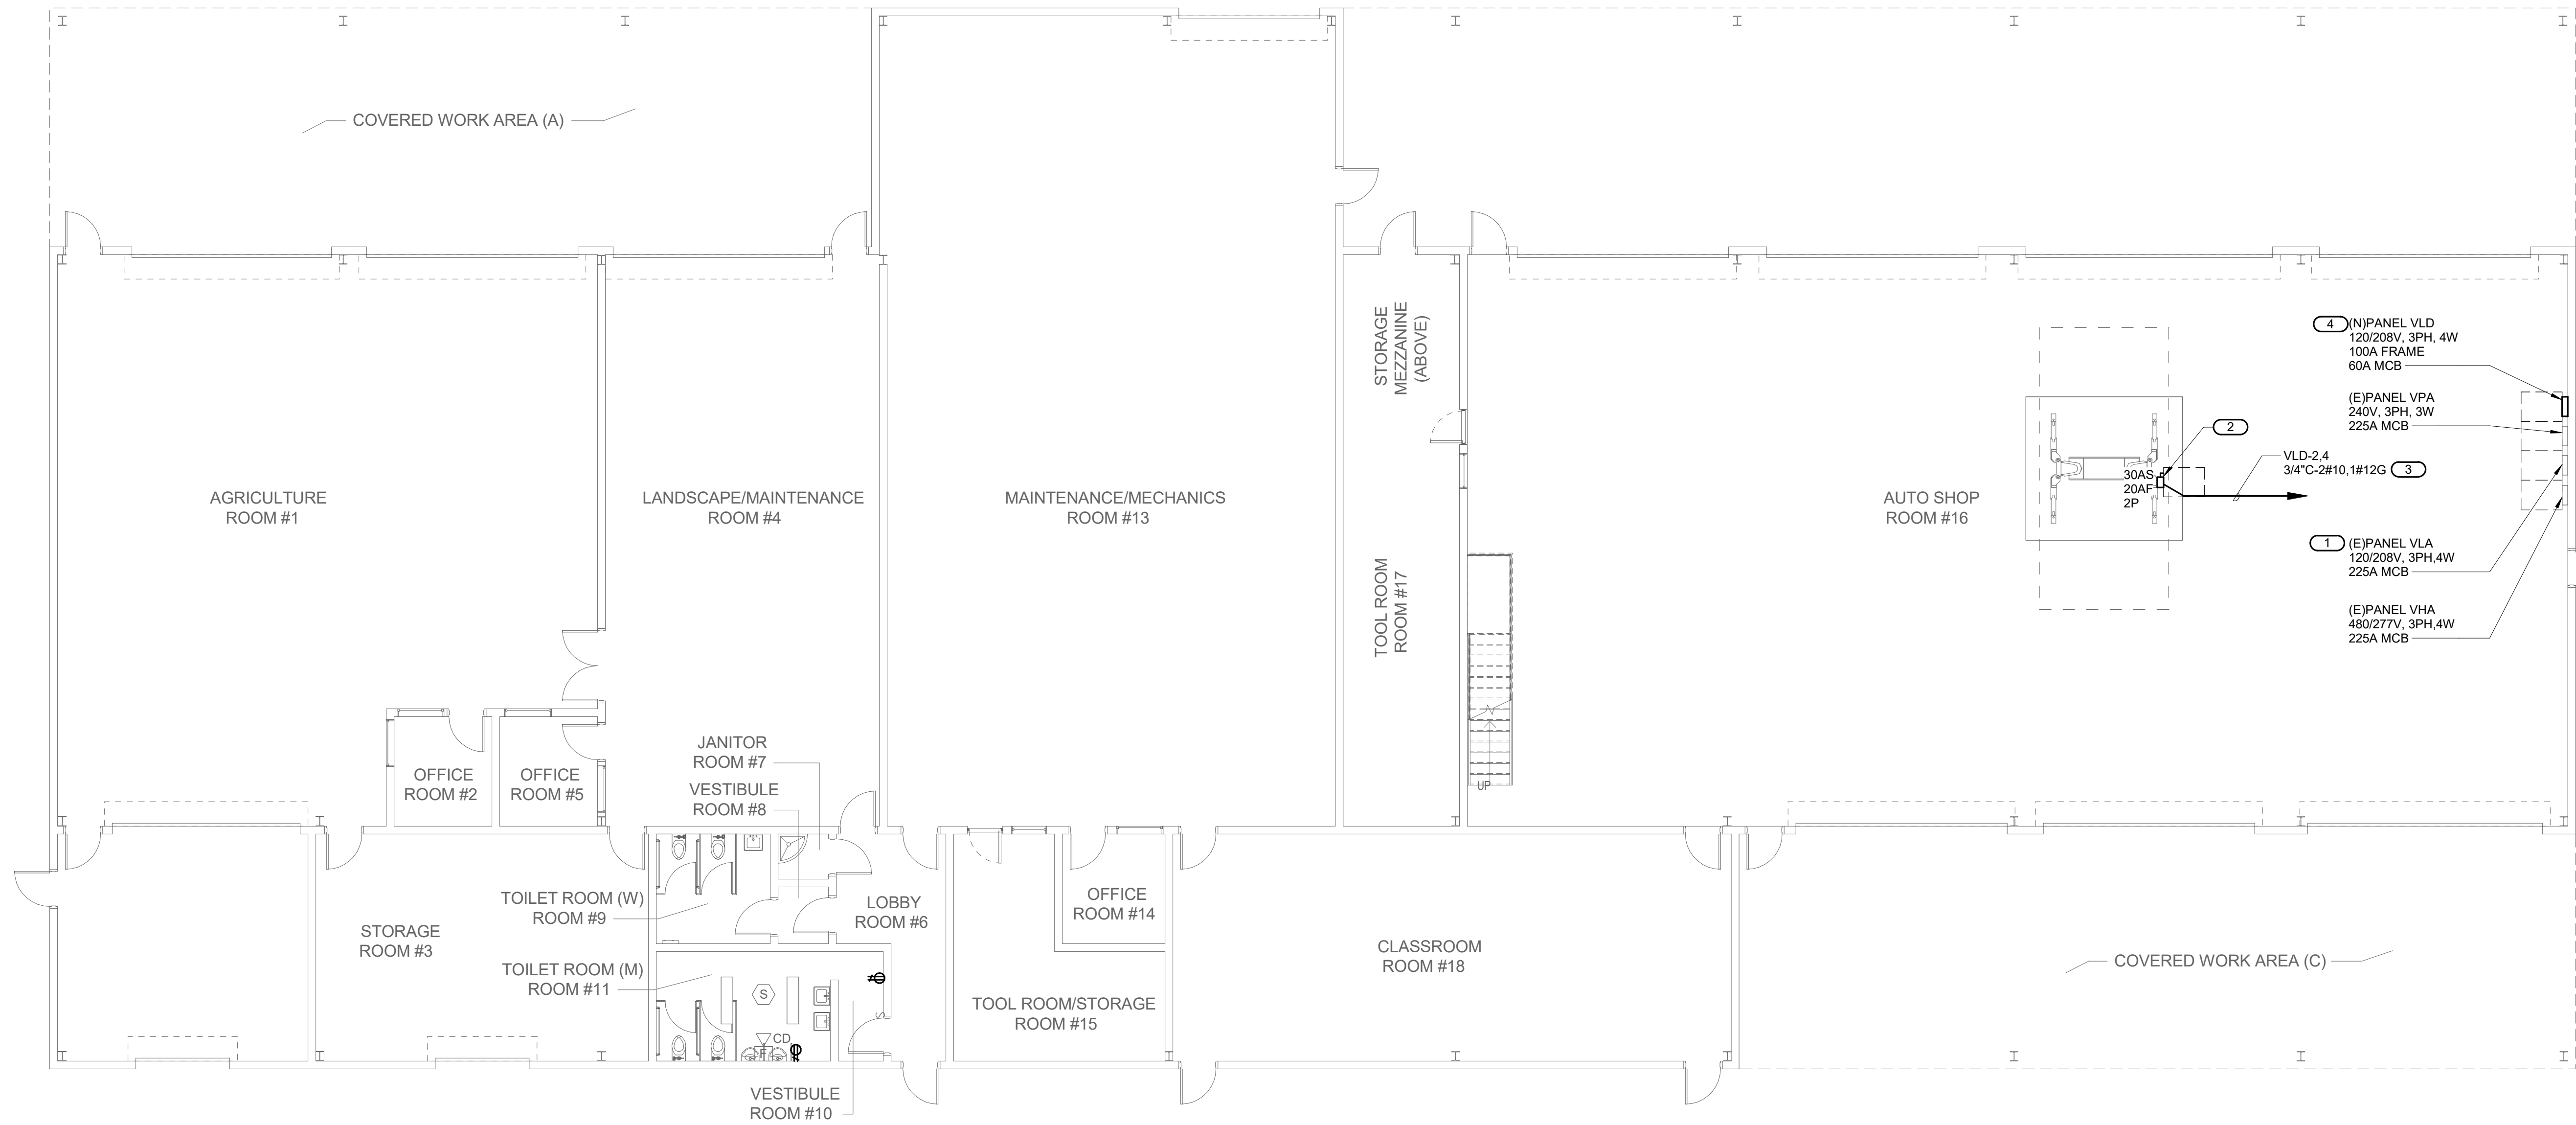 COVERED WORK AREA (A)
4
(N)PANEL VLD
120/208V, 3PH, 4W
100A FRAME
60A MCB
STORAGE
MEZZANINE
(ABOVE)
(E)PANEL VPA
240V, 3PH, 3W
225A MCB
2
VLD-2,4
3/4"C-2#10,1#12G
3
30AS
20AF
2P
AGRICULTURE
ROOM #1
LANDSCAPE/MAINTENANCE
ROOM #4
MAINTENANCE/MECHANICS
ROOM #13
AUTO SHOP
ROOM #16
1
(E)PANEL VLA
120/208V, 3PH,4W
225A MCB
TOOL ROOM
ROOM #17
(E)PANEL VHA
480/277V, 3PH,4W
225A MCB
JANITOR
ROOM #7
OFFICE
ROOM #2
OFFICE
ROOM #5
VESTIBULE
ROOM #8
UP
TOILET ROOM (W)
ROOM #9
LOBBY
ROOM #6
OFFICE
ROOM #14
STORAGE
ROOM #3
CLASSROOM
ROOM #18
COVERED WORK AREA (C)
TOILET ROOM (M)
ROOM #11
S
TOOL ROOM/STORAGE
ROOM #15
S
CD
F
VESTIBULE
ROOM #10